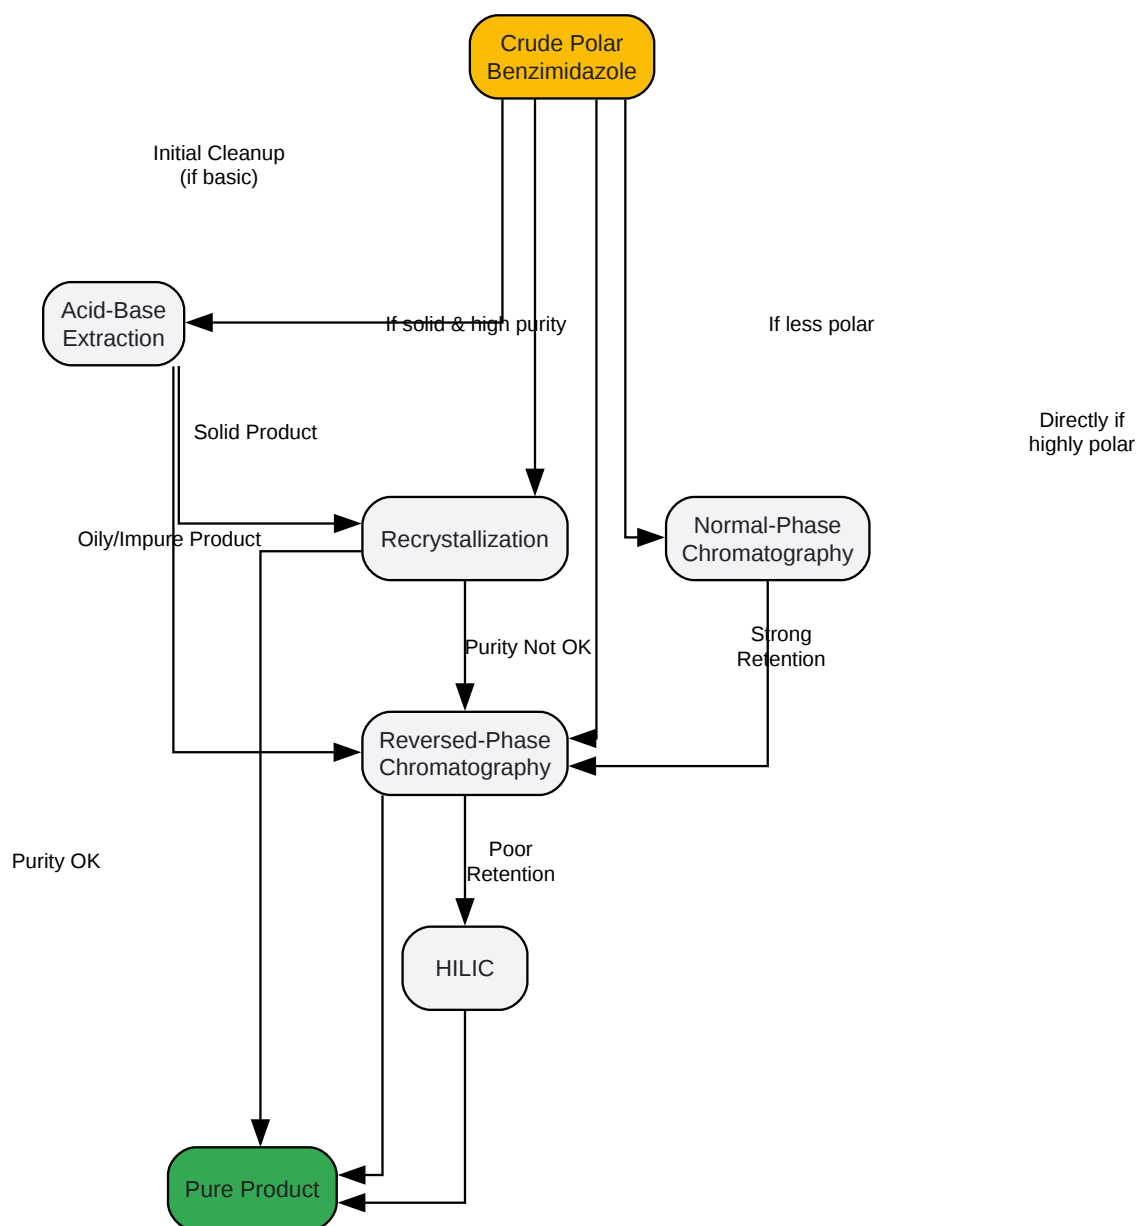 Crude Polar
Benzimidazole
Initial Cleanup
(if basic)
Acid-Base
Extraction
If solid & high purity
If less polar
Directly if
highly polar
Solid Product
Oily/Impure Product
Recrystallization
Normal-Phase
Chromatography
Purity Not OK
Strong
Retention
Reversed-Phase
Chromatography
Purity OK
Poor
Retention
HILIC
Pure Product